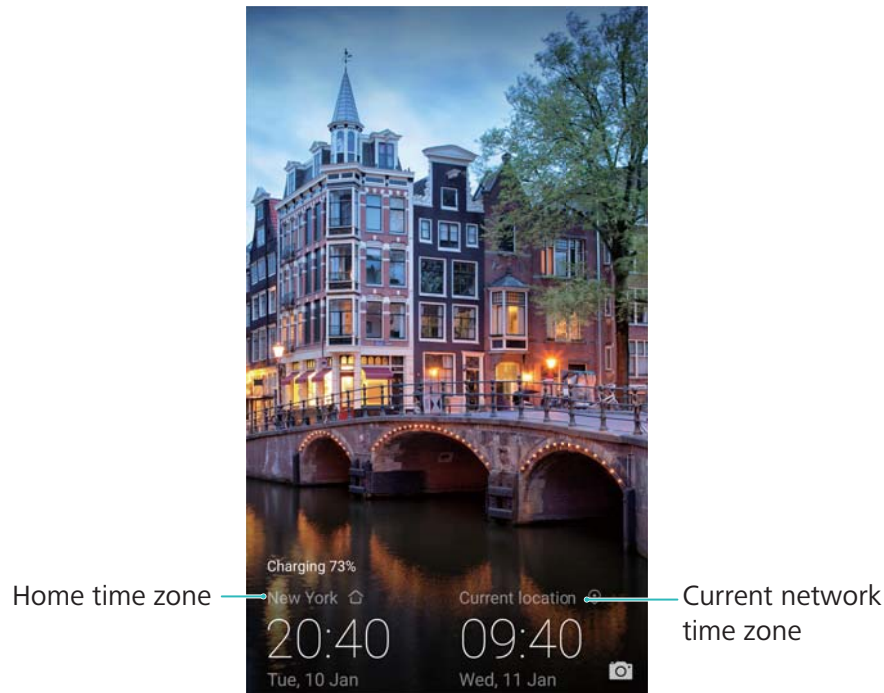 Charging 73%
Home time zone
New York
Current location
Current network
time zone
20:40
09:40
Tue, 10 Jan
Wed, 11 Jan